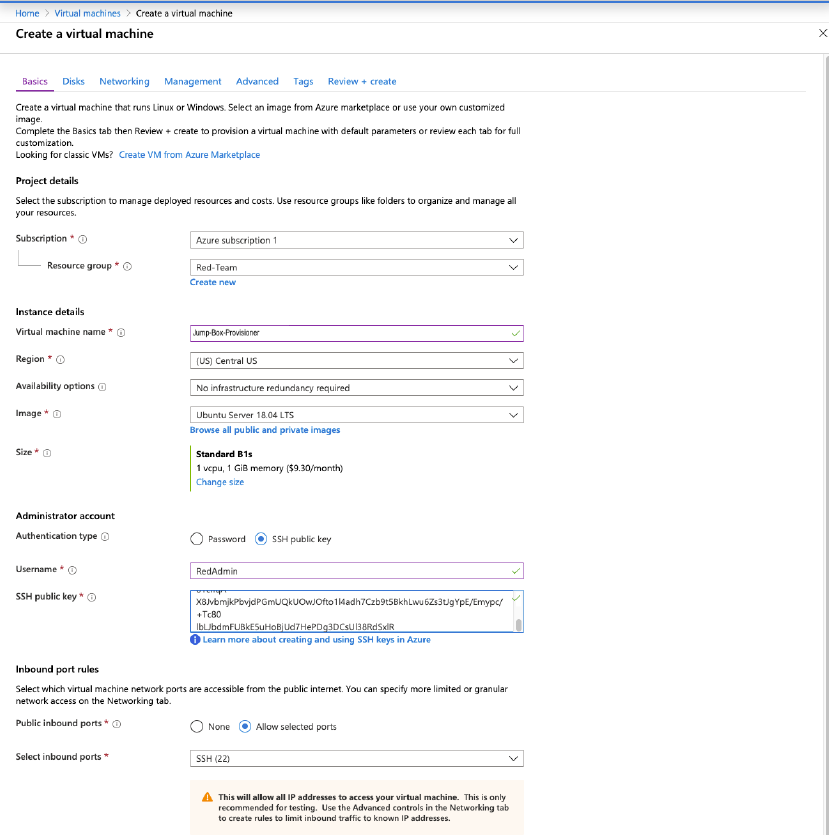 Home > Virtual machines > Create a virtual machine
Create a virtual machine
Basics Disks Networking Management Advanced Tags Review + create
Create a virtual machine that runs Linux or Windows. Select an image from Azure marketplace or use your own customized
image.
Complete the Basics tab then Review + create to provision a virtual machine with default parameters or review each tab for full
customization.
Looking for classic VMs? Create VM from Azure Marketplace
Project details
Select the subscription to manage deployed resources and costs. Use resource groups like folders to organize and manage all
your resources.
Subscription * Azure subscription 1
Resource group * Red-Team
Create new
Instance details
Virtual machine name * Jump-Box-Provisioner
Region * (US) Central US
Availability options No infrastructure redundancy required
Image * Ubuntu Server 18.04 LTS
Browse all public and private images
Size * Standard B1s
1 vcpu, 1 GiB memory ($9.30/month)
Change size
Administrator account
Authentication type Password SSH public key
Username * RedAdmin
SSH public key *
X8JvbmjkPbvjdPGmUQkUOwJOfto1l4adh7Czb9t5BkhLwu6Zs3tJgYpE/Emypc/
+Tc80
lbLJbdmFUBkE5uHoBjUd7HePDg3DCsUl38RdSxlR
Learn more about creating and using SSH keys in Azure
Inbound port rules
Select which virtual machine network ports are accessible from the public internet. You can specify more limited or granular
network access on the Networking tab.
Public inbound ports * None Allow selected ports
Select inbound ports * SSH (22)
This will allow all IP addresses to access your virtual machine. This is only
recommended for testing. Use the Advanced controls in the Networking tab
to create rules to limit inbound traffic to known IP addresses.